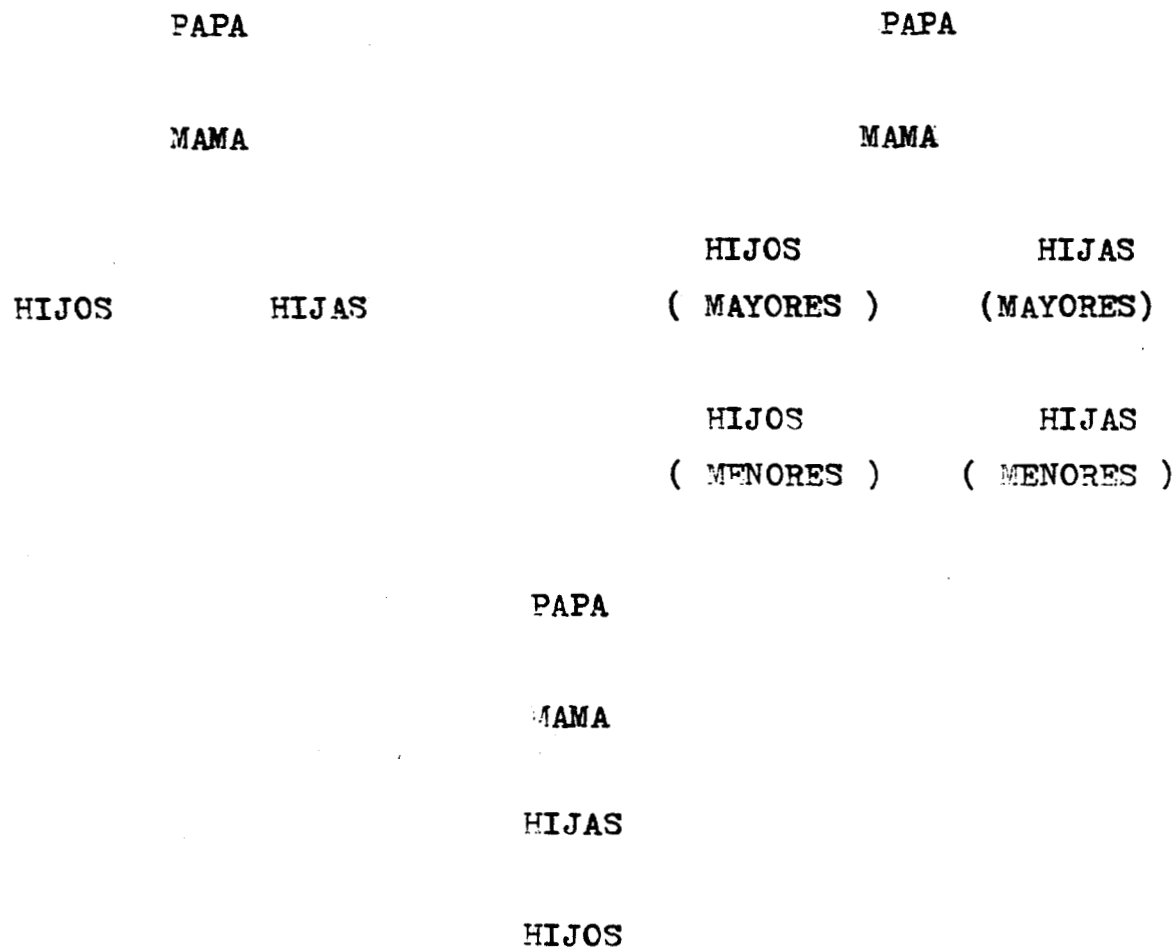 PAPA
MAMA
HIJOS HIJAS
PAPA
MAMA
HIJOS HIJAS
( MAYORES ) (MAYORES)
HIJOS HIJAS
( MENORES ) ( MENORES )
PAPA
MAMA
HIJAS
HIJOS